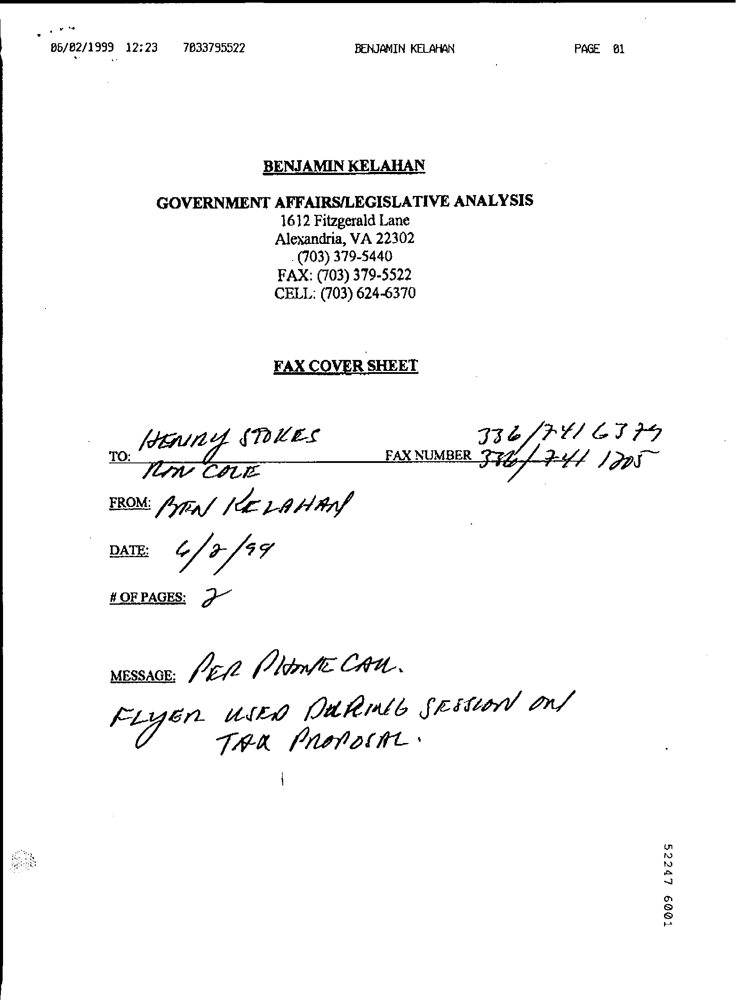 06/02/1999 12:23 7033795522 BENJAMIN KELAHAN PAGE 01
BENJAMIN KELAHAN
GOVERNMENT AFFAIRS/LEGISLATIVE ANALYSIS
1612 Fitzgerald Lane
Alexandria, VA 22302
(703) 379-5440
FAX: (703) 379-5522
CELL: (703) 624-6370
FAX COVER SHEET
HENRY STOKES 336/741 6379
TO: RON COLE FAX NUMBER 336/741 1205
FROM: BEN KELAHAN
DATE: 6/2/99
# OF PAGES: 2
MESSAGE: PER PHONE CALL.
FLYER USED DURING SESSION ON
TAX PROPOSAL.
52247 6001